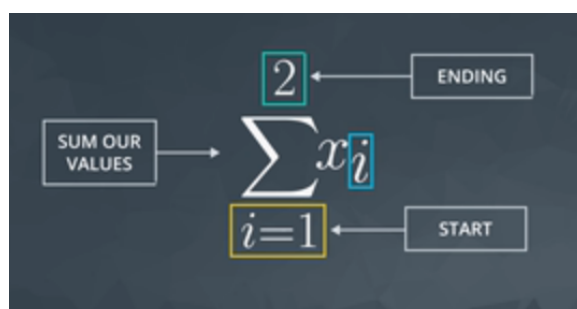 2
ENDING
SUM OUR
VALUES
∑ xi
i=1
START